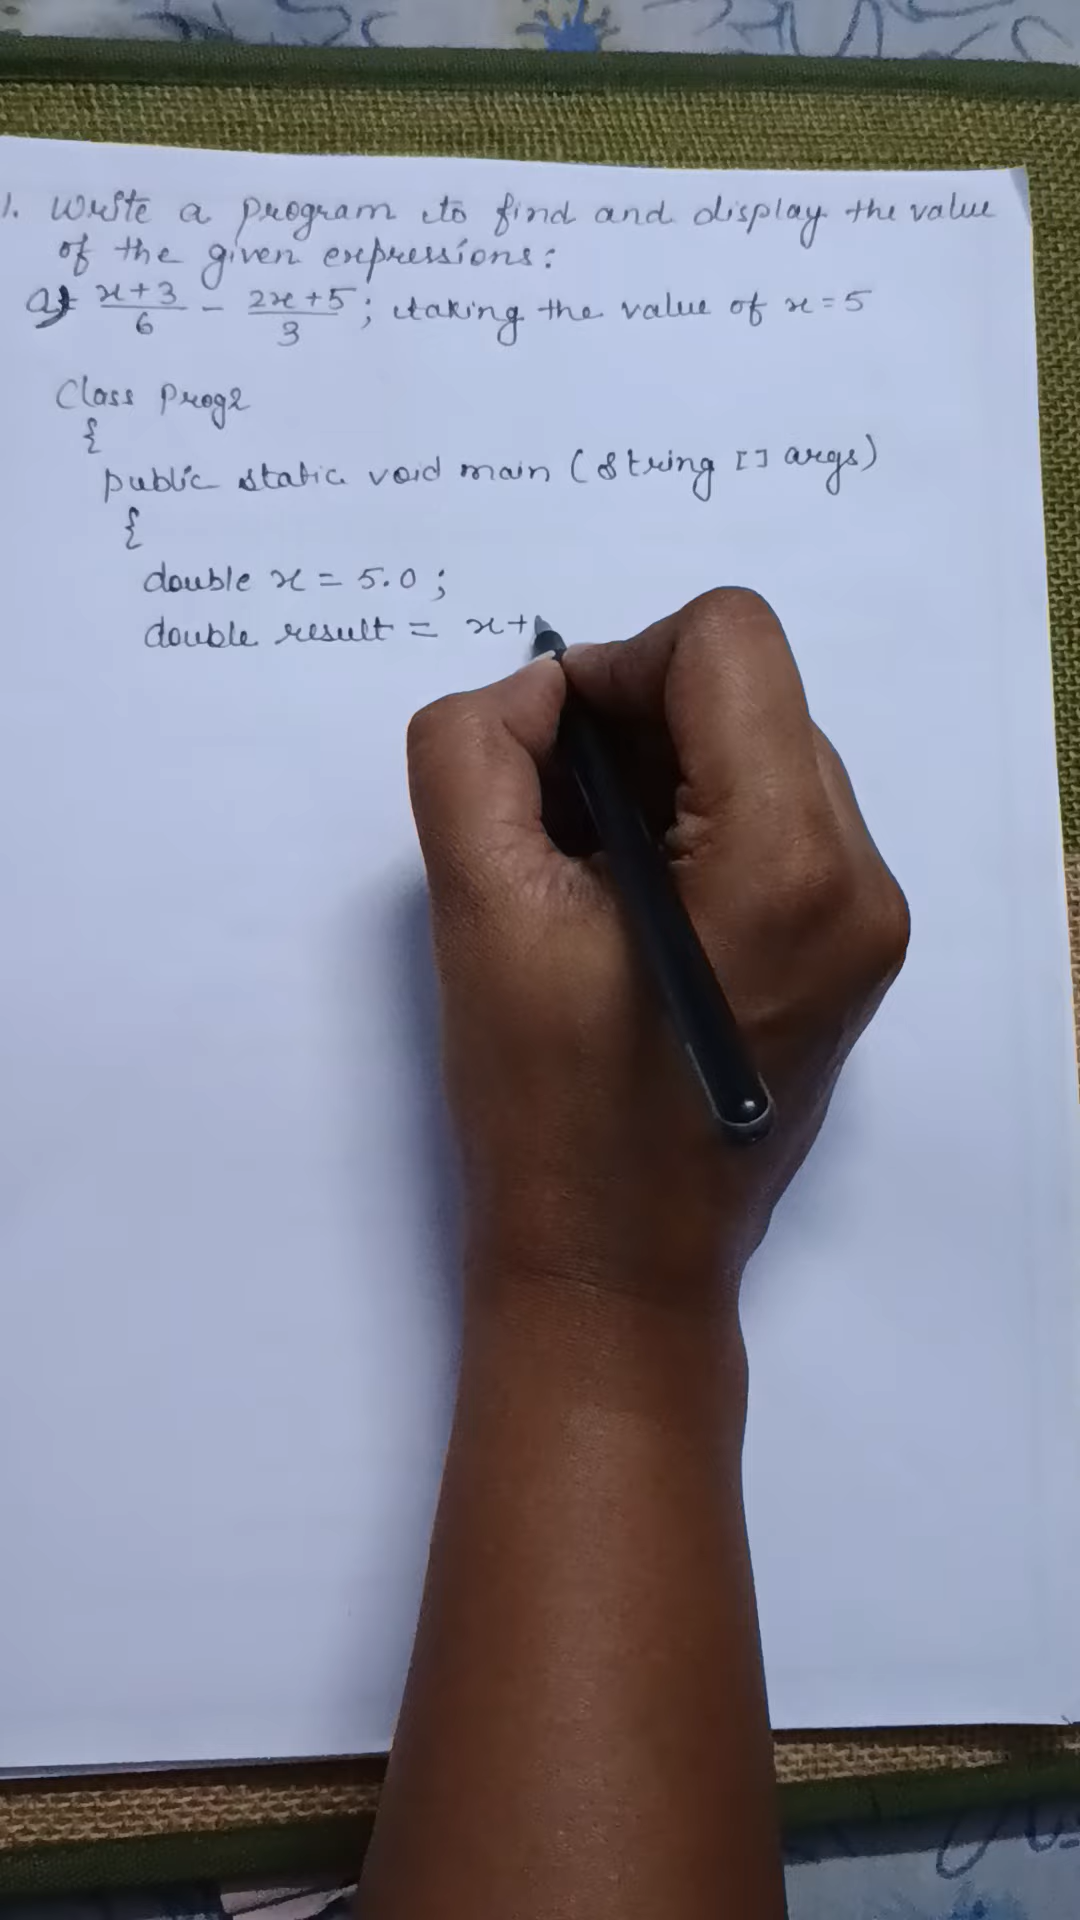 1. Write a program to find and display the value
of the given expressions:
a) x+3/6 - 2x+5/3; taking the value of x=5
Class Prog2
{
public static void main (String [] args)
{
double x = 5.0 ;
double result = x+